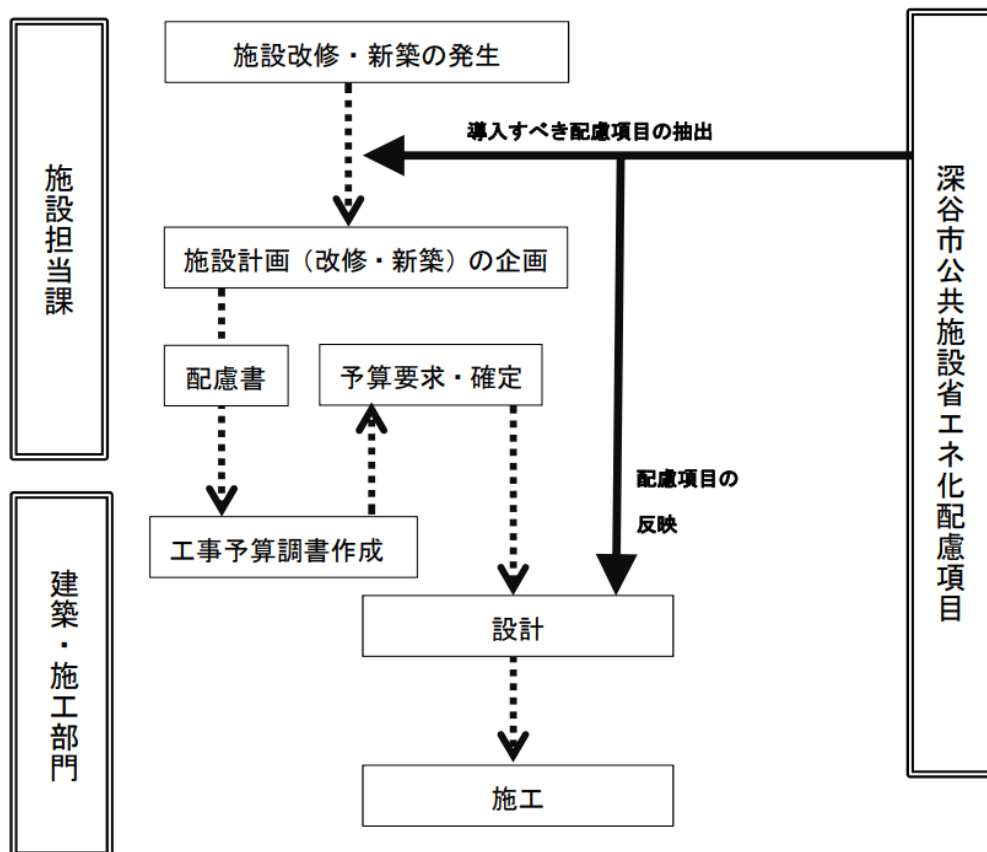 施設改修・新築の発生
導入すべき配慮項目の抽出
施設担当課
施設計画（改修・新築）の企画
配慮書
予算要求・確定
配慮項目の
反映
工事予算調書作成
設計
施工
建築・施工部門
深谷市公共施設省エネ化配慮項目